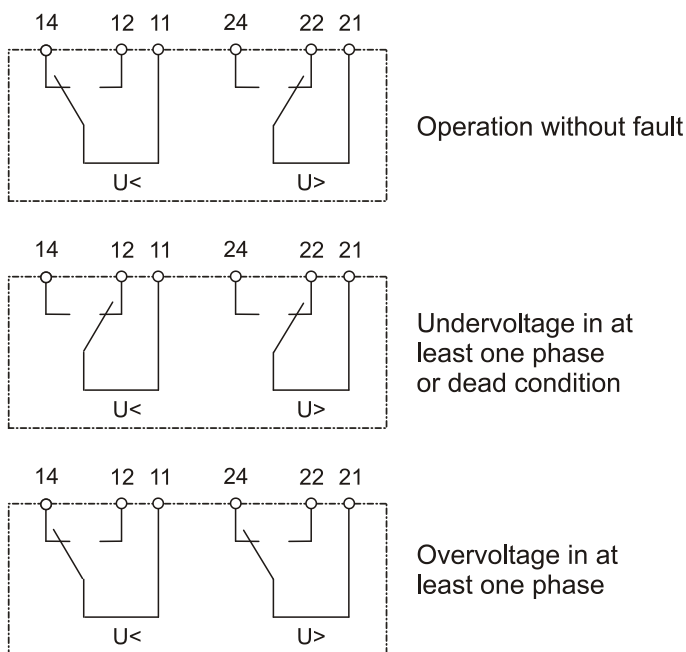 14 12 11 24 22 21
Operation without fault
U< U>
14 12 11 24 22 21
Undervoltage in at
least one phase
or dead condition
U< U>
14 12 11 24 22 21
Overvoltage in at
least one phase
U< U>